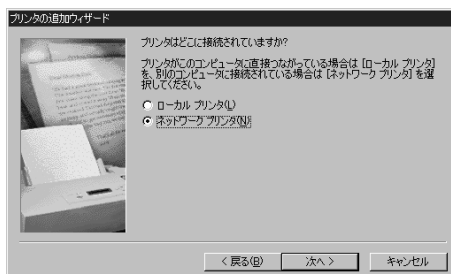 プリンタの追加ウィザード
プリンタはどこに接続されていますか?
プリンタがこのコンピュータに直接つながっている場合は [ローカル プリンタ]
を、別のコンピュータに接続されている場合は [ネットワーク プリンタ] を選
択してください。
ローカル プリンタ(L)
ネットワーク プリンタ(N)
< 戻る(B)
次へ >
キャンセル